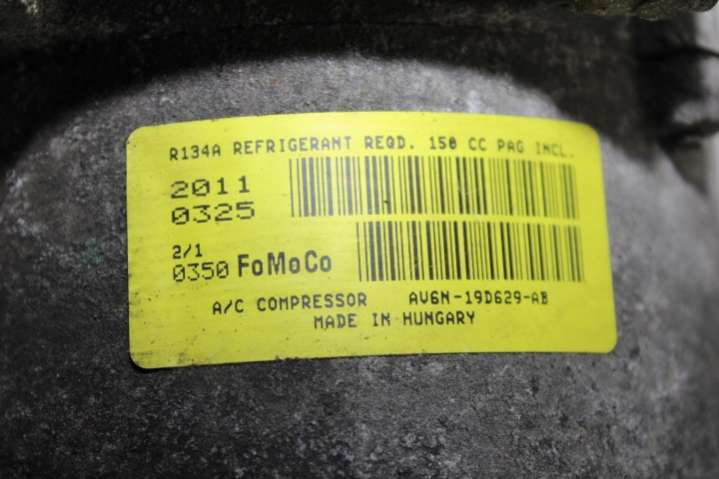 R134A REFRIGERANT REQD. 150 CC PAG INCL.
2011
0325
2/1
0350 FoMoCo
A/C COMPRESSOR AV6N-19D629-AB
MADE IN HUNGARY